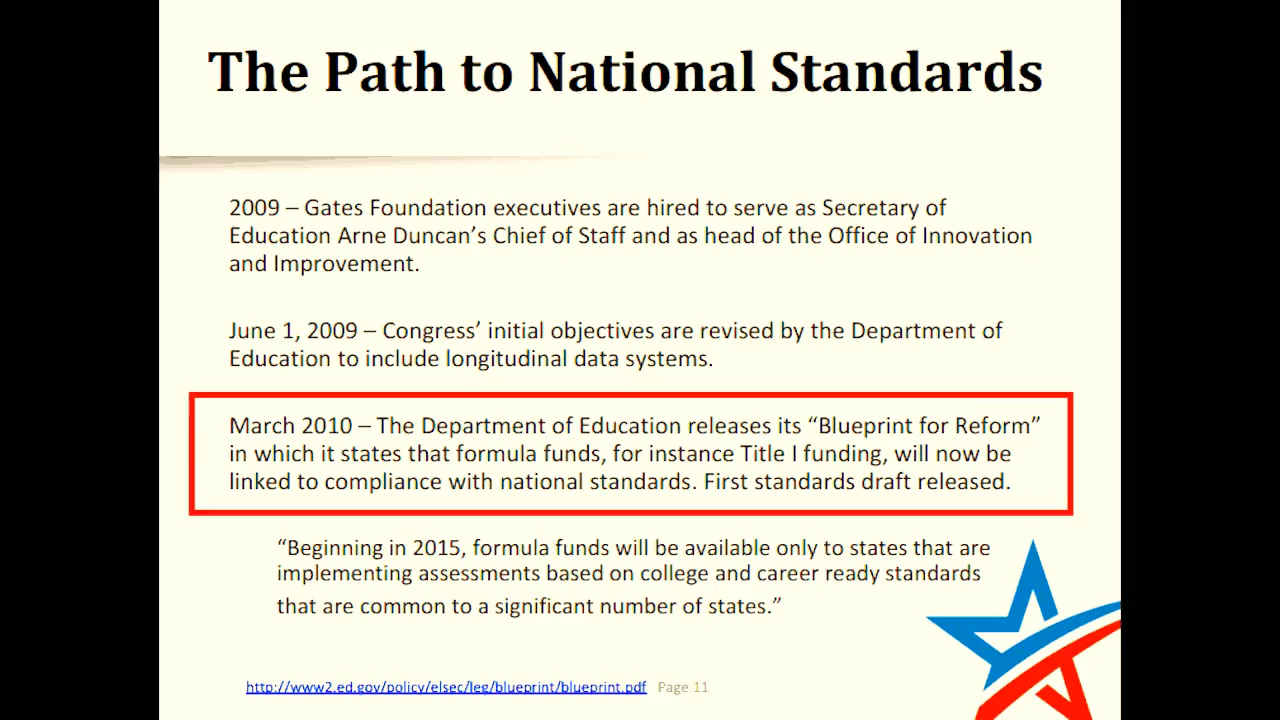 The Path to National Standards
2009 – Gates Foundation executives are hired to serve as Secretary of
Education Arne Duncan’s Chief of Staff and as head of the Office of Innovation
and Improvement.
June 1, 2009 – Congress’ initial objectives are revised by the Department of
Education to include longitudinal data systems.
March 2010 – The Department of Education releases its “Blueprint for Reform”
in which it states that formula funds, for instance Title I funding, will now be
linked to compliance with national standards. First standards draft released.
“Beginning in 2015, formula funds will be available only to states that are
implementing assessments based on college and career ready standards
that are common to a significant number of states.”
http://www2.ed.gov/policy/elsec/leg/blueprint/blueprint.pdf Page 11